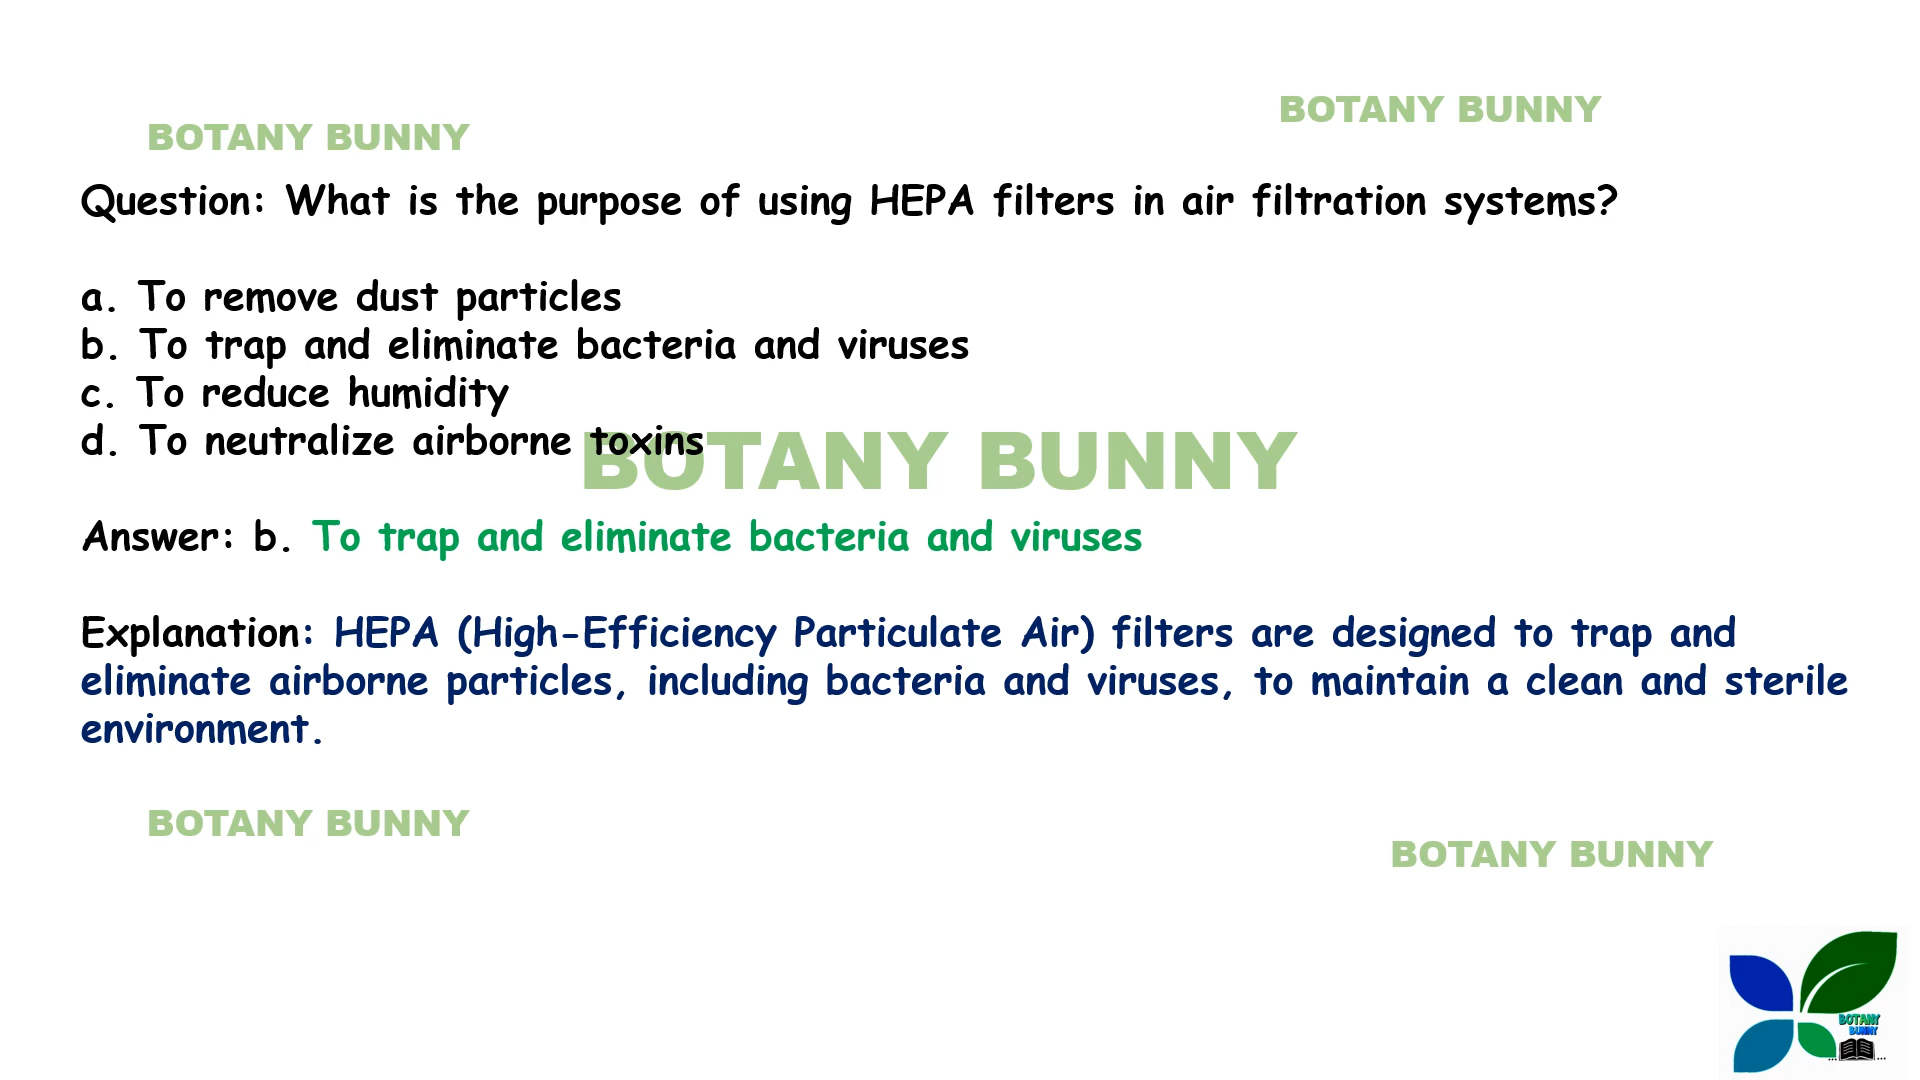 BOTANY BUNNY
BOTANY BUNNY
Question: What is the purpose of using HEPA filters in air filtration systems?
a. To remove dust particles
b. To trap and eliminate bacteria and viruses
c. To reduce humidity
d. To neutralize airborne toxins
BOTANY BUNNY
Answer: b. To trap and eliminate bacteria and viruses
Explanation: HEPA (High-Efficiency Particulate Air) filters are designed to trap and
eliminate airborne particles, including bacteria and viruses, to maintain a clean and sterile
environment.
BOTANY BUNNY
BOTANY BUNNY
BOTANY
BUNNY